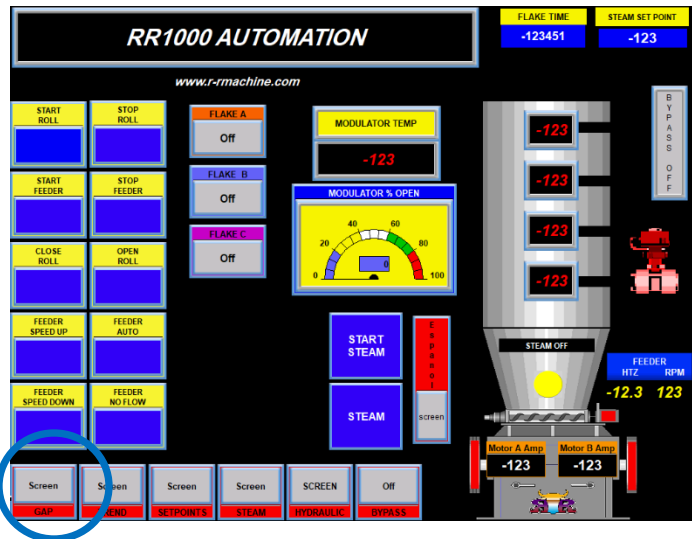 RR1000 AUTOMATION
FLAKE TIME
-123451
STEAM SET POINT
-123
www.r-rmachine.com
START
ROLL
STOP
ROLL
FLAKE A
Off
MODULATOR TEMP
-123
-123
BYPASS OFF
START
FEEDER
STOP
FEEDER
FLAKE B
Off
MODULATOR % OPEN
0
20
40
60
80
100
0
-123
CLOSE
ROLL
OPEN
ROLL
FLAKE C
Off
-123
-123
FEEDER
SPEED UP
FEEDER
AUTO
START
STEAM
Espanol
screen
STEAM OFF
FEEDER
HTZ RPM
-12.3 123
FEEDER
SPEED DOWN
FEEDER
NO FLOW
STEAM
Motor A Amp
-123
Motor B Amp
-123
Screen
GAP
Screen
TREND
Screen
SETPOINTS
Screen
STEAM
SCREEN
HYDRAULIC
Off
BYPASS